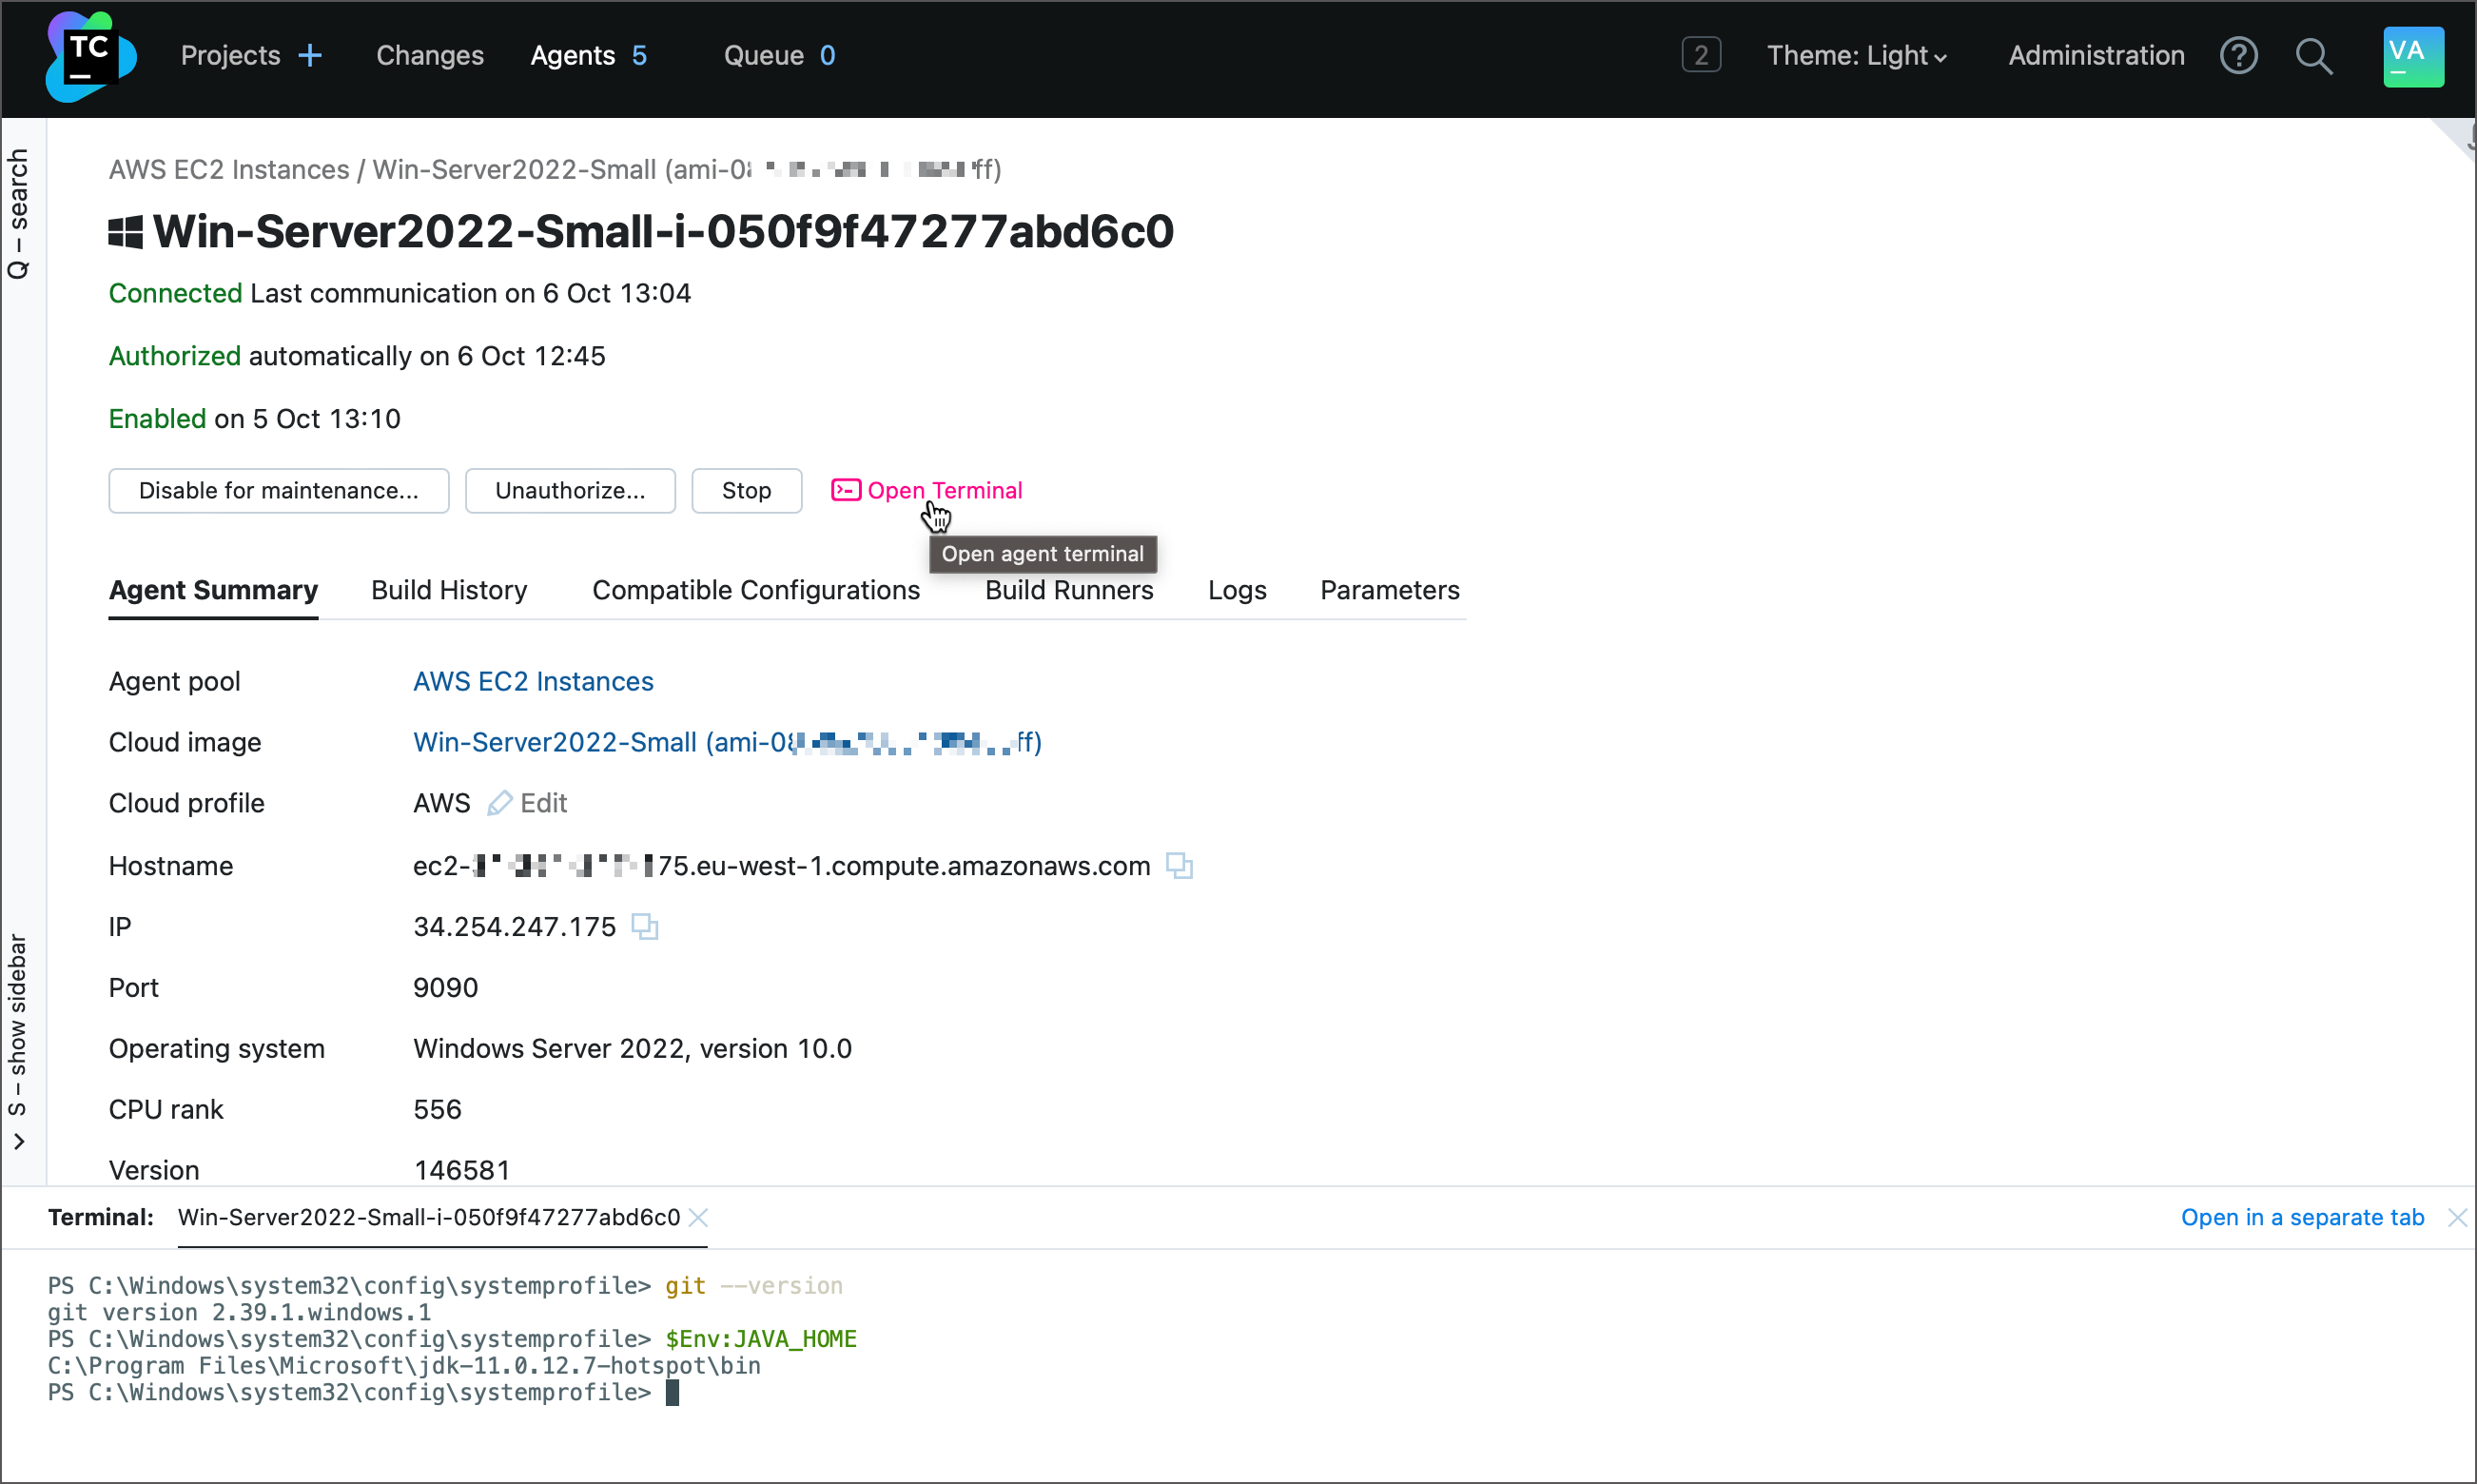 TC
Projects + Changes Agents 5 Queue 0 2 Theme: Light Administration ? VA
Q – search
AWS EC2 Instances / Win-Server2022-Small (ami-0 ff)
Win-Server2022-Small-i-050f9f47277abd6c0
Connected Last communication on 6 Oct 13:04
Authorized automatically on 6 Oct 12:45
Enabled on 5 Oct 13:10
Disable for maintenance... Unauthorize... Stop Open Terminal
Open agent terminal
Agent Summary Build History Compatible Configurations Build Runners Logs Parameters
Agent pool AWS EC2 Instances
Cloud image Win-Server2022-Small (ami-08 ff)
Cloud profile AWS Edit
Hostname ec2- 75.eu-west-1.compute.amazonaws.com
IP 34.254.247.175
Port 9090
Operating system Windows Server 2022, version 10.0
CPU rank 556
Version 146581
S – show sidebar
Terminal: Win-Server2022-Small-i-050f9f47277abd6c0 Open in a separate tab
PS C:\Windows\system32\config\systemprofile> git --version
git version 2.39.1.windows.1
PS C:\Windows\system32\config\systemprofile> $Env:JAVA_HOME
C:\Program Files\Microsoft\jdk-11.0.12.7-hotspot\bin
PS C:\Windows\system32\config\systemprofile>